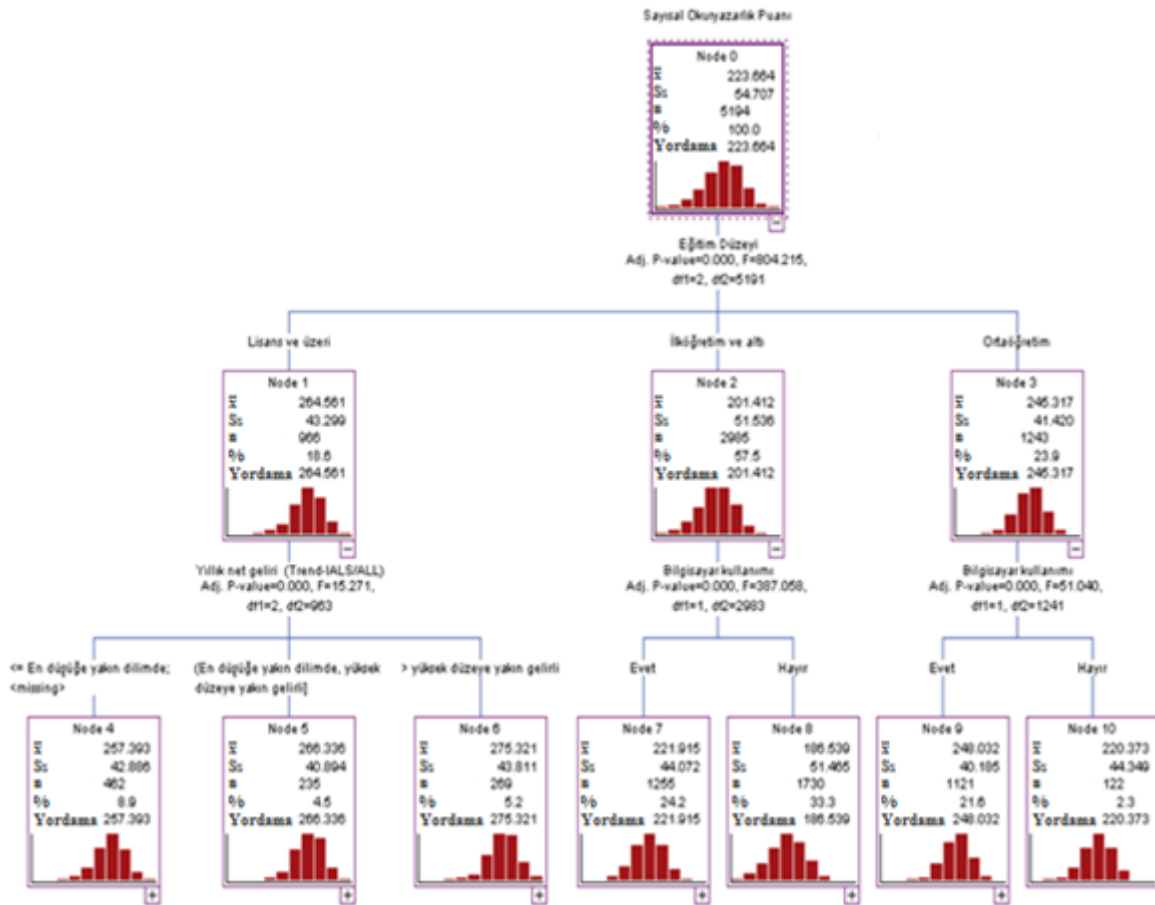 Sayısal Okuryazarlık Puanı
Node 0
x̄ 223.664
Ss 54.707
n 5194
% 100.0
Yordama 223.664
Eğitim Düzeyi
Adj. P-value=0.000, F=804.215,
df1=2, df2=5191
Lisans ve üzeri
Node 1
x̄ 264.561
Ss 43.299
n 966
% 18.6
Yordama 264.561
Yıllık net geliri (Trend-IALS/ALL)
Adj. P-value=0.000, F=15.271,
df1=2, df2=963
İlköğretim ve altı
Node 2
x̄ 201.412
Ss 51.536
n 2985
% 57.5
Yordama 201.412
Bilgisayar kullanımı
Adj. P-value=0.000, F=387.058,
df1=1, df2=2983
Ortaöğretim
Node 3
x̄ 245.317
Ss 41.420
n 1243
% 23.9
Yordama 245.317
Bilgisayar kullanımı
Adj. P-value=0.000, F=51.040,
df1=1, df2=1241
<= En düşüğe yakın dilimde;
<missing>
Node 4
x̄ 257.393
Ss 42.886
n 462
% 8.9
Yordama 257.393
(En düşüğe yakın dilimde, yüksek
düzeye yakın gelirli]
Node 5
x̄ 266.336
Ss 40.894
n 235
% 4.5
Yordama 266.336
> yüksek düzeye yakın gelirli
Node 6
x̄ 275.321
Ss 43.811
n 269
% 5.2
Yordama 275.321
Evet
Node 7
x̄ 221.915
Ss 44.072
n 1255
% 24.2
Yordama 221.915
Hayır
Node 8
x̄ 186.539
Ss 51.465
n 1730
% 33.3
Yordama 186.539
Evet
Node 9
x̄ 248.032
Ss 40.185
n 1121
% 21.6
Yordama 248.032
Hayır
Node 10
x̄ 220.373
Ss 44.349
n 122
% 2.3
Yordama 220.373